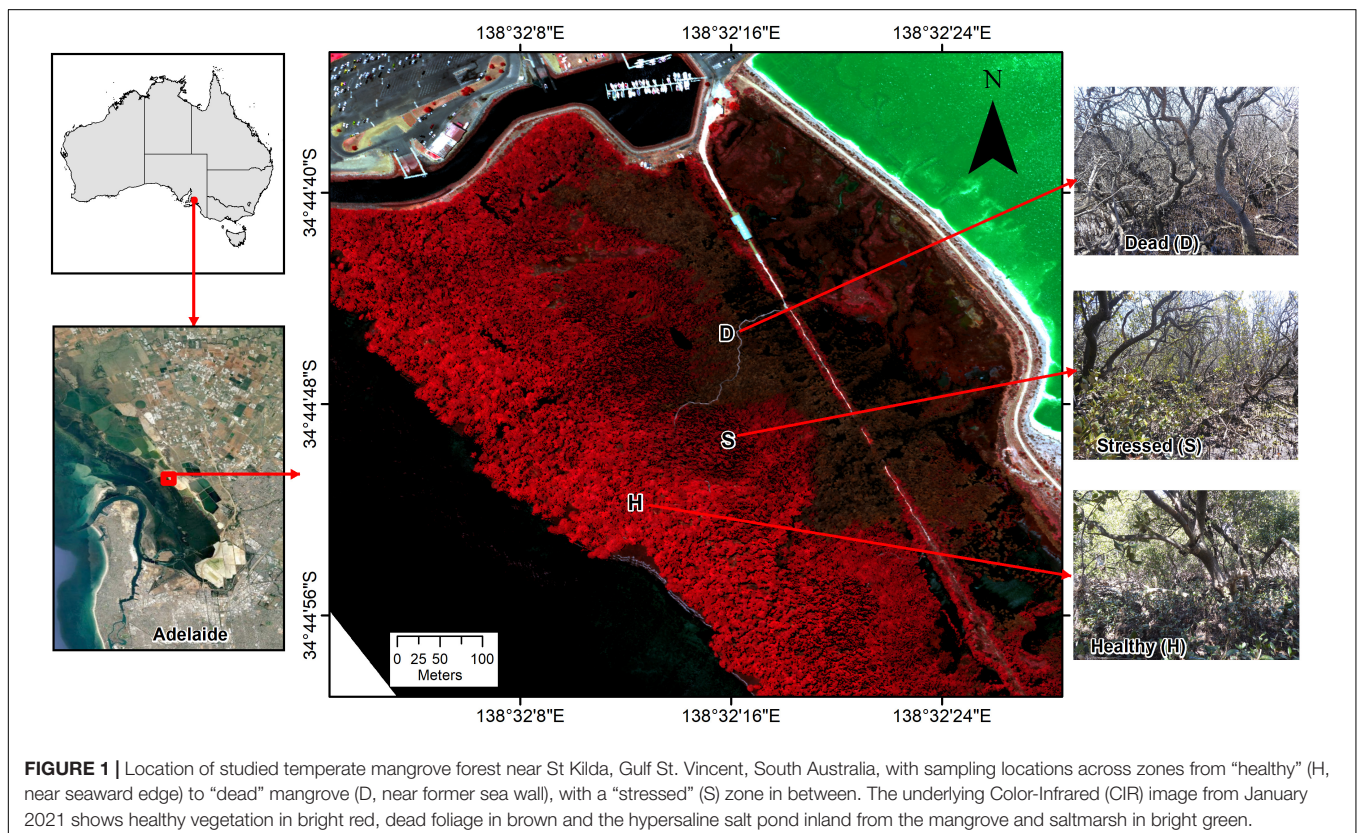 138°32'8"E 138°32'16"E 138°32'24"E
N
34°44'40"S
34°44'48"S
34°44'56"S
D
S
H
Dead (D)
Stressed (S)
Healthy (H)
Adelaide
0 25 50 100
Meters
138°32'8"E 138°32'16"E 138°32'24"E
FIGURE 1 | Location of studied temperate mangrove forest near St Kilda, Gulf St. Vincent, South Australia, with sampling locations across zones from “healthy” (H,
near seaward edge) to “dead” mangrove (D, near former sea wall), with a “stressed” (S) zone in between. The underlying Color-Infrared (CIR) image from January
2021 shows healthy vegetation in bright red, dead foliage in brown and the hypersaline salt pond inland from the mangrove and saltmarsh in bright green.